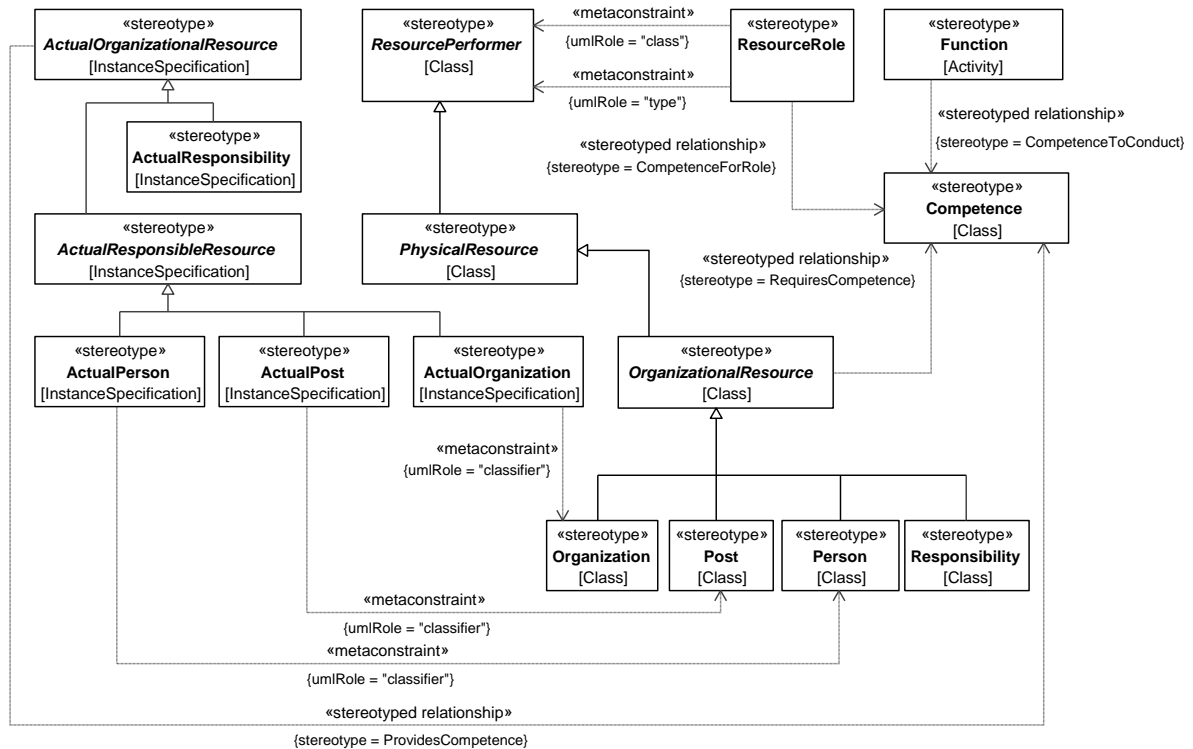 «stereotype»
ActualOrganizationalResource
[InstanceSpecification]
«stereotype»
ResourcePerformer
[Class]
«metaconstraint»
{umlRole = "class"}
«metaconstraint»
{umlRole = "type"}
«stereotype»
ResourceRole
[Class]
«stereotype»
Function
[Activity]
«stereotype»
ActualResponsibility
[InstanceSpecification]
«stereotyped relationship»
{stereotype = CompetenceForRole}
«stereotyped relationship»
{stereotype = CompetenceToConduct}
«stereotype»
Competence
[Class]
«stereotype»
ActualResponsibleResource
[InstanceSpecification]
«stereotype»
PhysicalResource
[Class]
«stereotyped relationship»
{stereotype = RequiresCompetence}
«stereotype»
ActualPerson
[InstanceSpecification]
«stereotype»
ActualPost
[InstanceSpecification]
«stereotype»
ActualOrganization
[InstanceSpecification]
«stereotype»
OrganizationalResource
[Class]
«metaconstraint»
{umlRole = "classifier"}
«stereotype»
Organization
[Class]
«stereotype»
Post
[Class]
«stereotype»
Person
[Class]
«stereotype»
Responsibility
[Class]
«metaconstraint»
{umlRole = "classifier"}
«metaconstraint»
{umlRole = "classifier"}
«stereotyped relationship»
{stereotype = ProvidesCompetence}